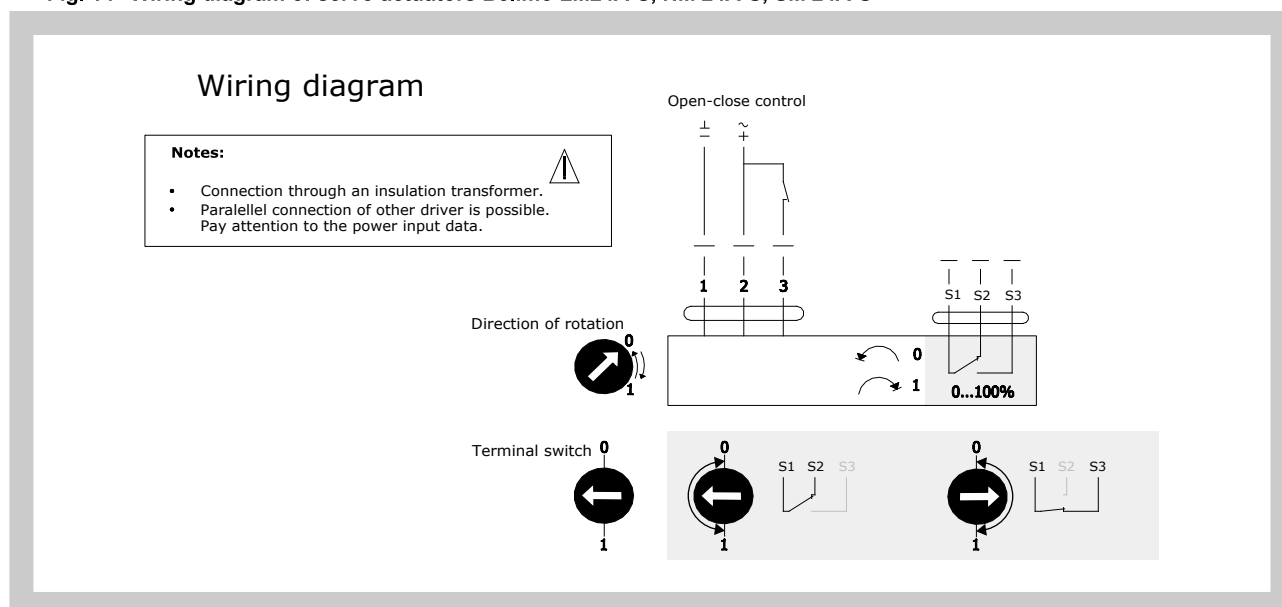 Wiring diagram
Open-close control
Notes:
• Connection through an insulation transformer.
• Paralellel connection of other driver is possible.
Pay attention to the power input data.
⊥ ~
− +
1 2 3
S1 S2 S3
Direction of rotation
0
1
0
1
0...100%
Terminal switch 0
1
0
S1 S2 S3
1
0
S1 S2 S3
1